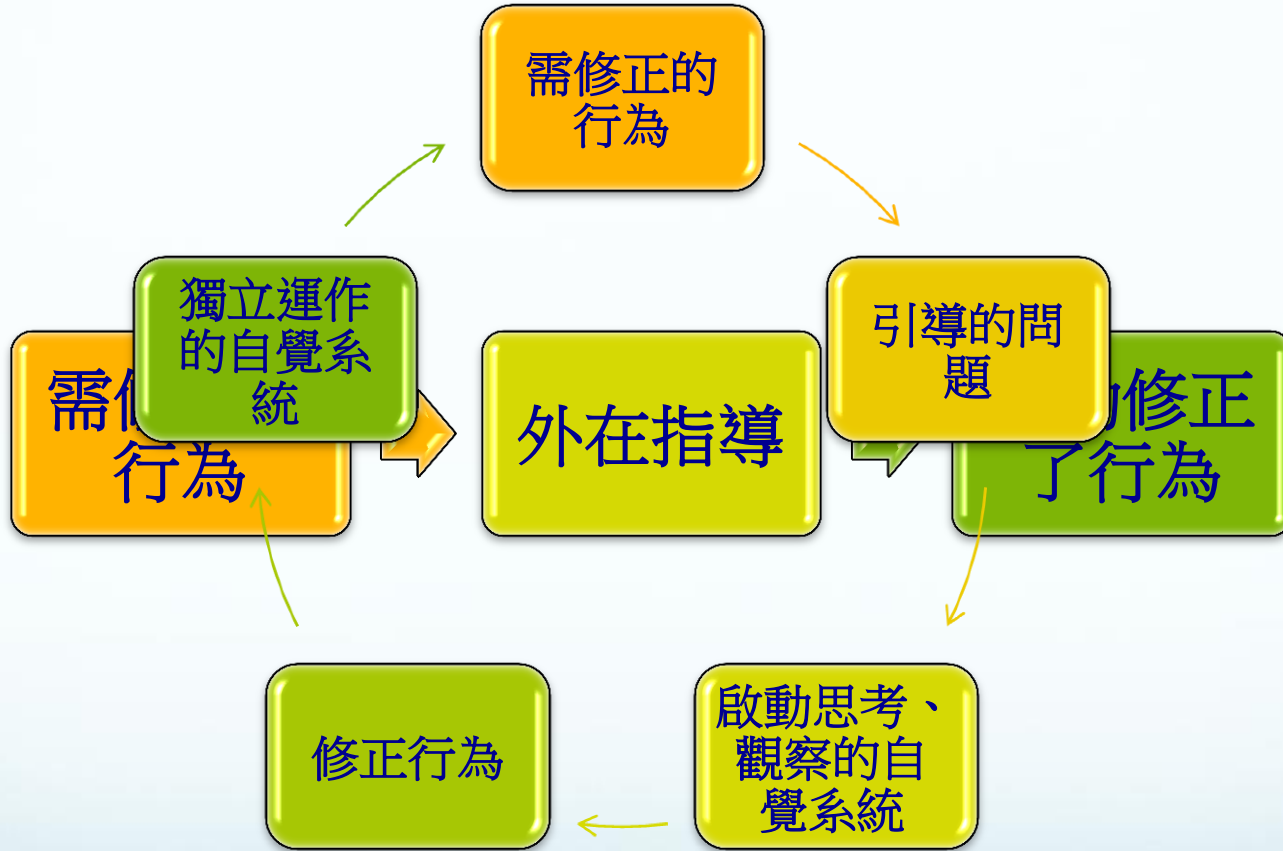 需修正的
行為
獨立運作
的自覺系
統
引導的問
題
需
行為
外在指導
修正
了行為
修正行為
啟動思考、
觀察的自
覺系統